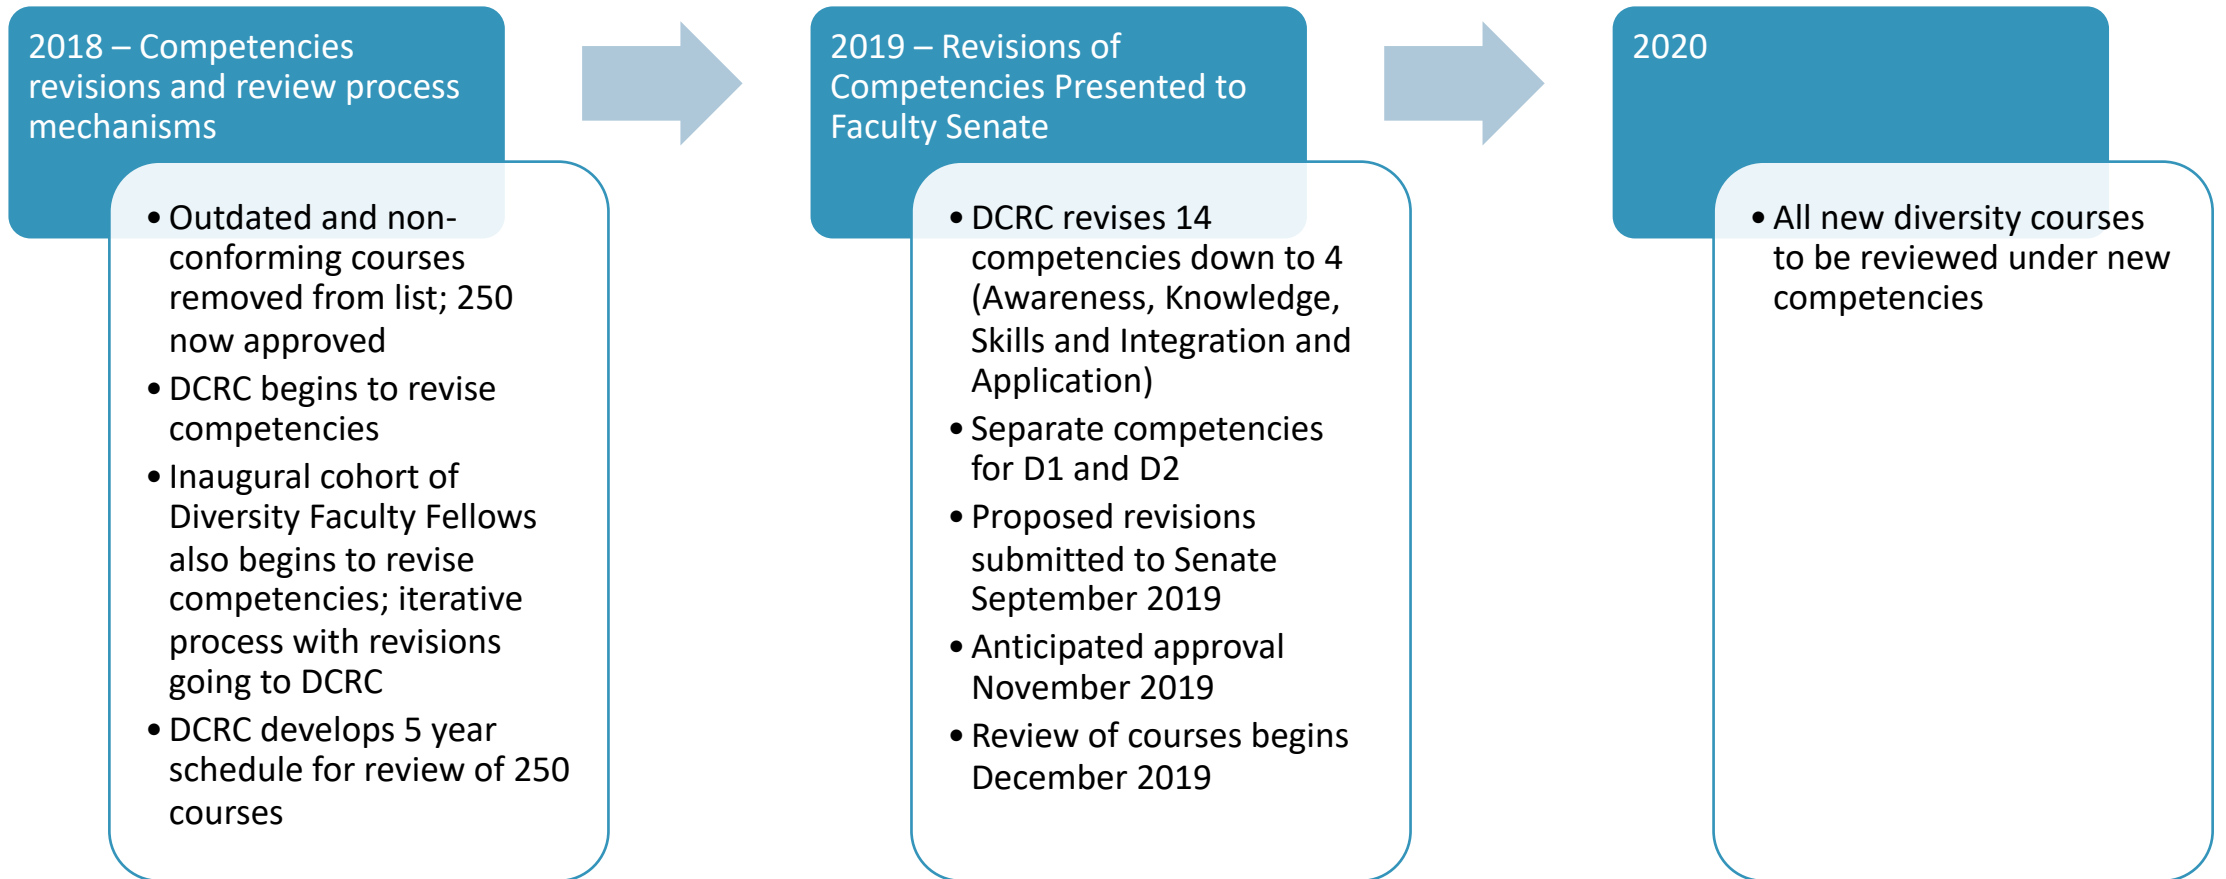 2018 – Competencies
revisions and review process
mechanisms
• Outdated and non-
conforming courses
removed from list; 250
now approved
• DCRC begins to revise
competencies
• Inaugural cohort of
Diversity Faculty Fellows
also begins to revise
competencies; iterative
process with revisions
going to DCRC
• DCRC develops 5 year
schedule for review of 250
courses
2019 – Revisions of
Competencies Presented to
Faculty Senate
• DCRC revises 14
competencies down to 4
(Awareness, Knowledge,
Skills and Integration and
Application)
• Separate competencies
for D1 and D2
• Proposed revisions
submitted to Senate
September 2019
• Anticipated approval
November 2019
• Review of courses begins
December 2019
2020
• All new diversity courses
to be reviewed under new
competencies